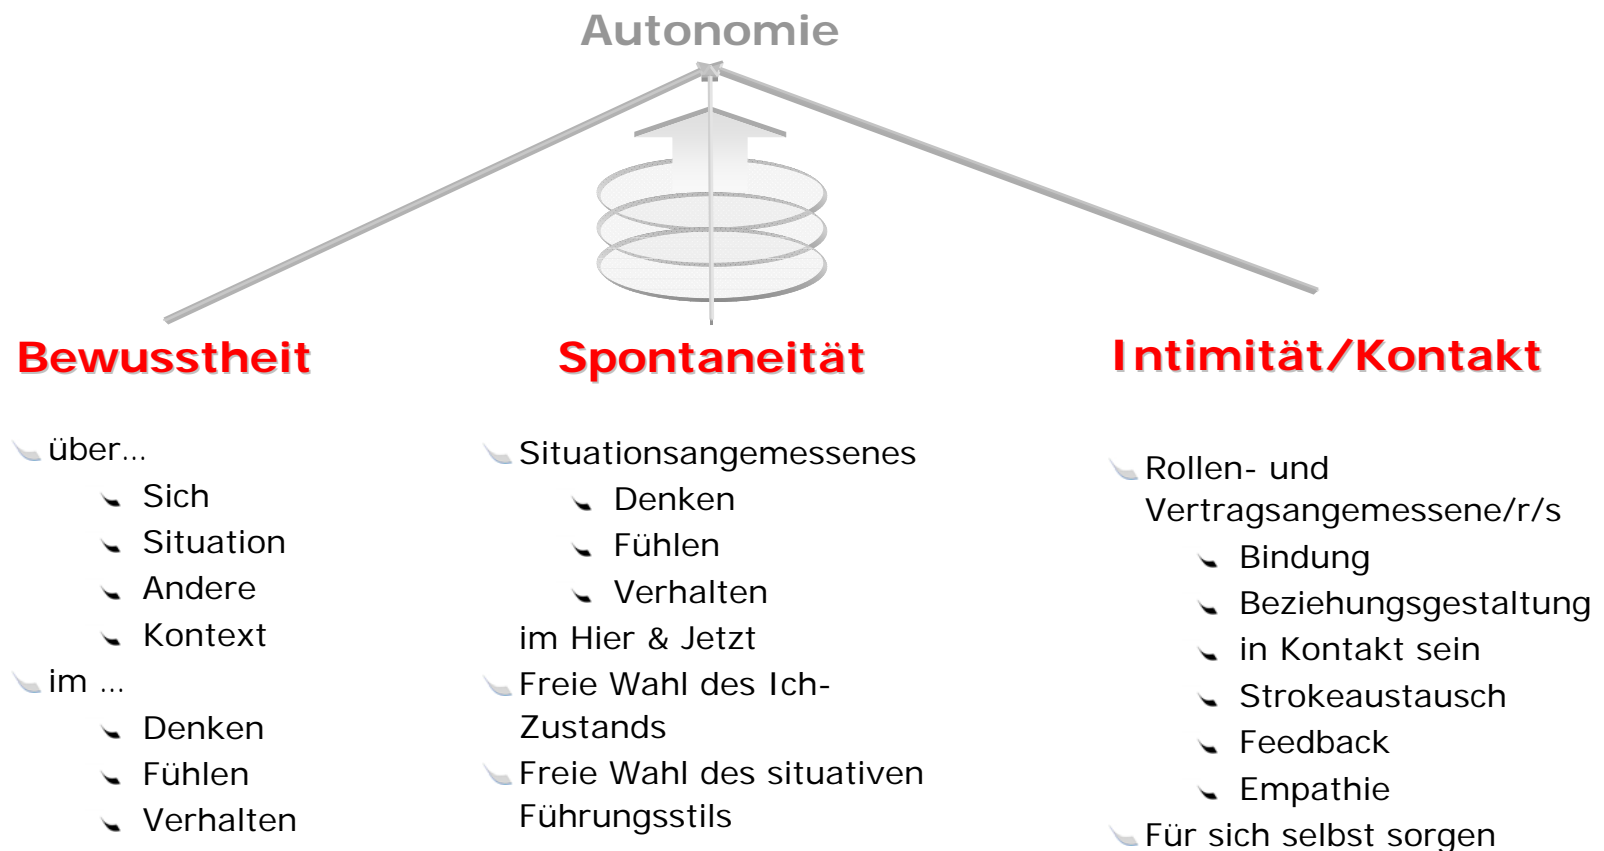 Autonomie
Bewusstheit
über...
Sich
Situation
Andere
Kontext
im ...
Denken
Fühlen
Verhalten
Spontaneität
Situationsangemessenes
Denken
Fühlen
Verhalten
im Hier & Jetzt
Freie Wahl des Ich-
Zustands
Freie Wahl des situativen
Führungsstils
Intimität/Kontakt
Rollen- und
Vertragsangemessene/r/s
Bindung
Beziehungsgestaltung
in Kontakt sein
Strokeaustausch
Feedback
Empathie
Für sich selbst sorgen